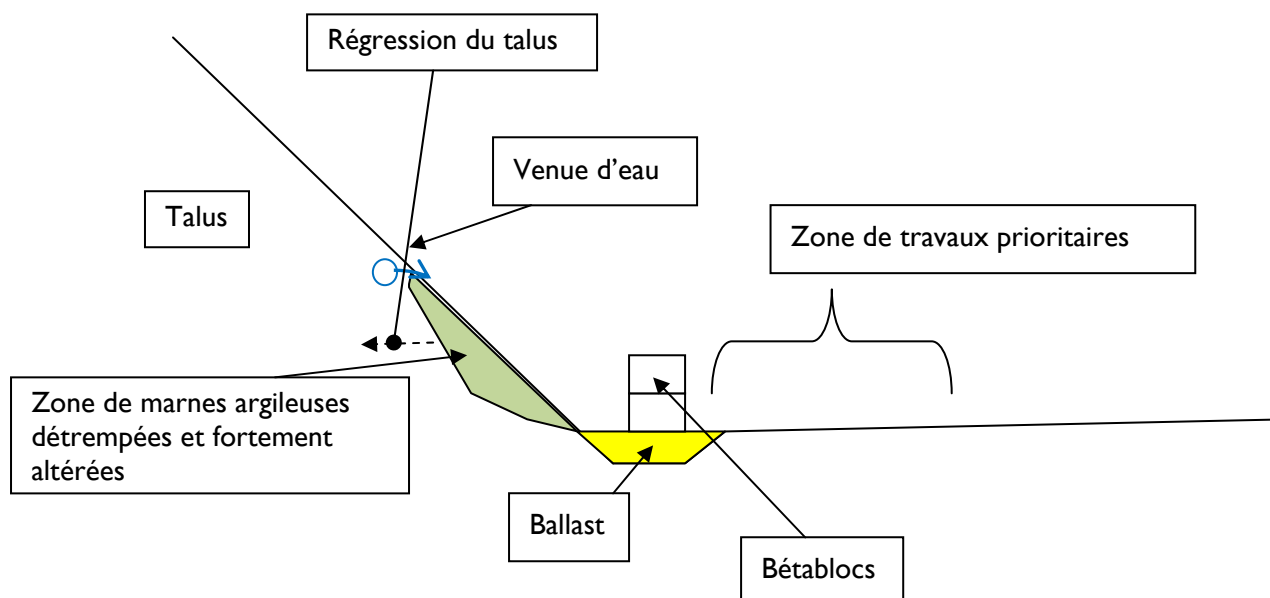 Régression du talus
Venue d'eau
Talus
Zone de travaux prioritaires
Zone de marnes argileuses
détrempées et fortement
altérées
Ballast
Bétablocs